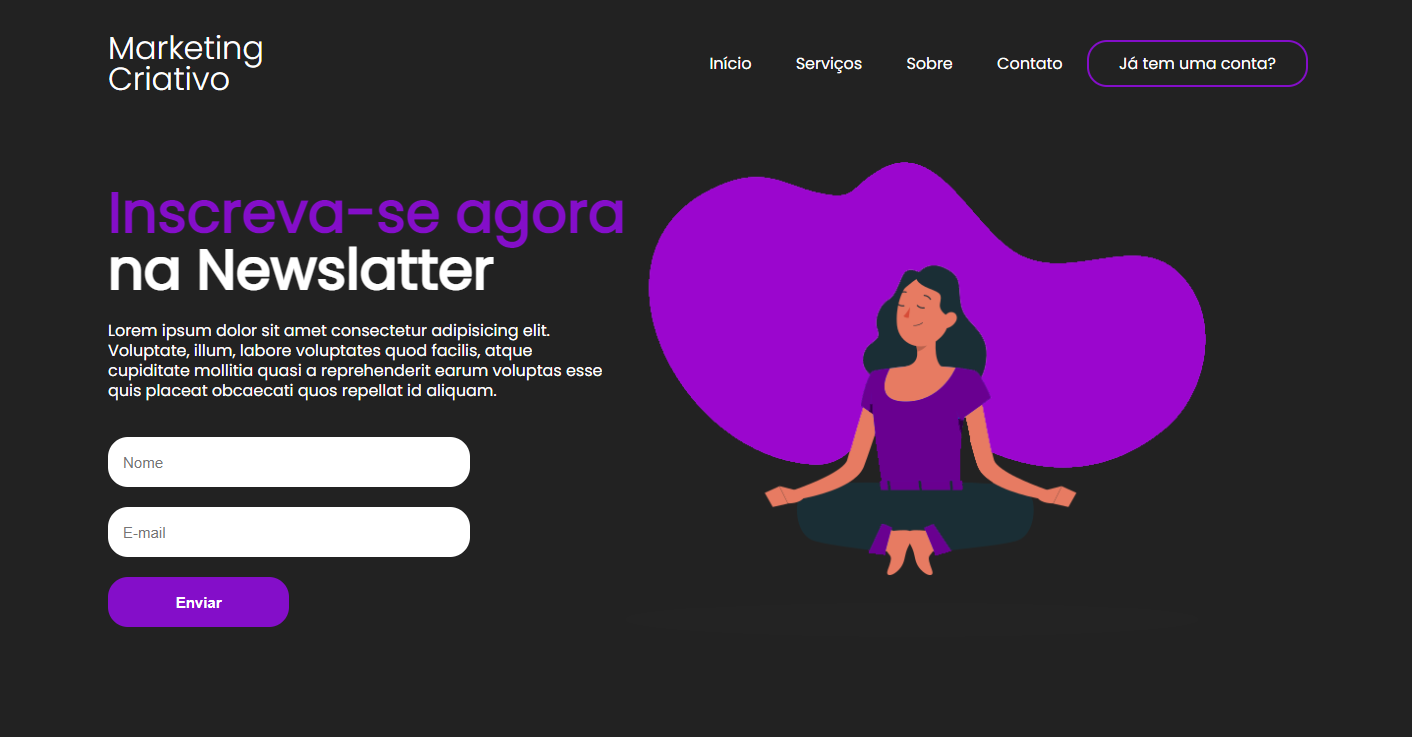 Marketing
Criativo
Início
Serviços
Sobre
Contato
Já tem uma conta?
Inscreva-se agora
na Newslatter
Lorem ipsum dolor sit amet consectetur adipisicing elit.
Voluptate, illum, labore voluptates quod facilis, atque
cupiditate mollitia quasi a reprehenderit earum voluptas esse
quis placeat obcaecati quos repellat id aliquam.
Nome
E-mail
Enviar